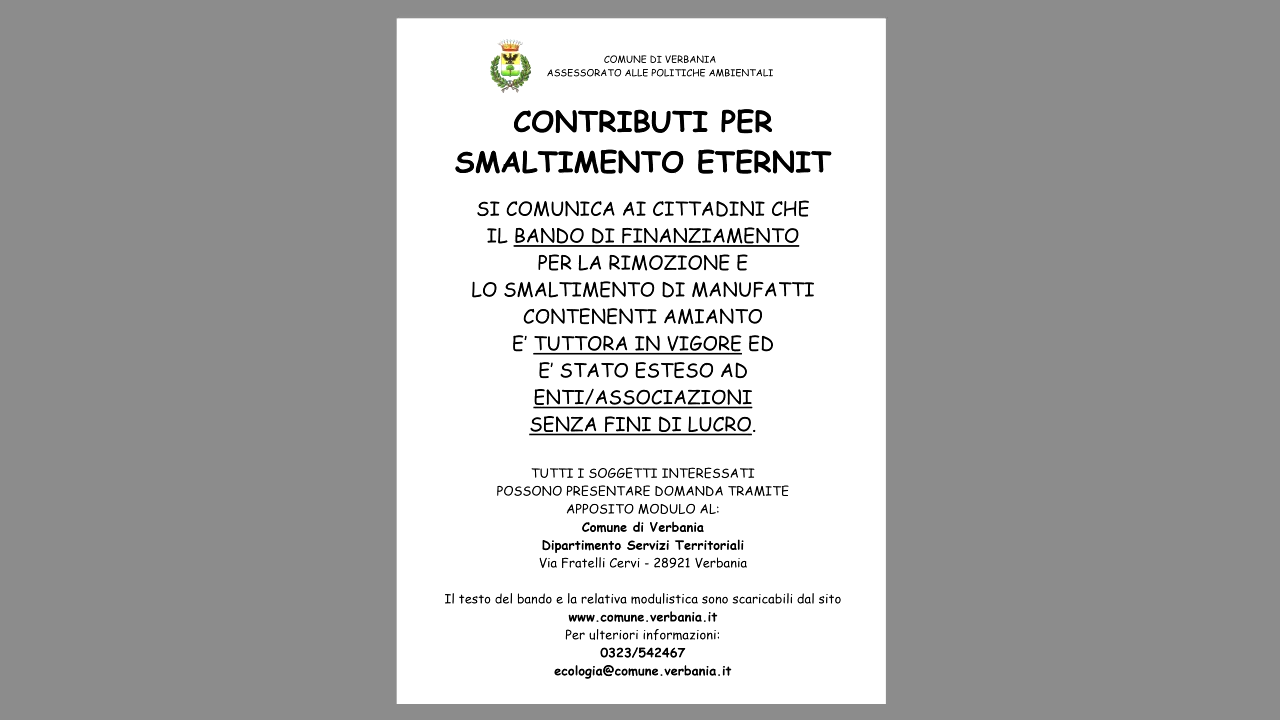 COMUNE DI VERBANIA
ASSESSORATO ALLE POLITICHE AMBIENTALI
CONTRIBUTI PER
SMALTIMENTO ETERNIT
SI COMUNICA AI CITTADINI CHE
IL BANDO DI FINANZIAMENTO
PER LA RIMOZIONE E
LO SMALTIMENTO DI MANUFATTI
CONTENENTI AMIANTO
E' TUTTORA IN VIGORE ED
E' STATO ESTESO AD
ENTI/ASSOCIAZIONI
SENZA FINI DI LUCRO.
TUTTI I SOGGETTI INTERESSATI
POSSONO PRESENTARE DOMANDA TRAMITE
APPOSITO MODULO AL:
Comune di Verbania
Dipartimento Servizi Territoriali
Via Fratelli Cervi - 28921 Verbania
Il testo del bando e la relativa modulistica sono scaricabili dal sito
www.comune.verbania.it
Per ulteriori informazioni:
0323/542467
ecologia@comune.verbania.it